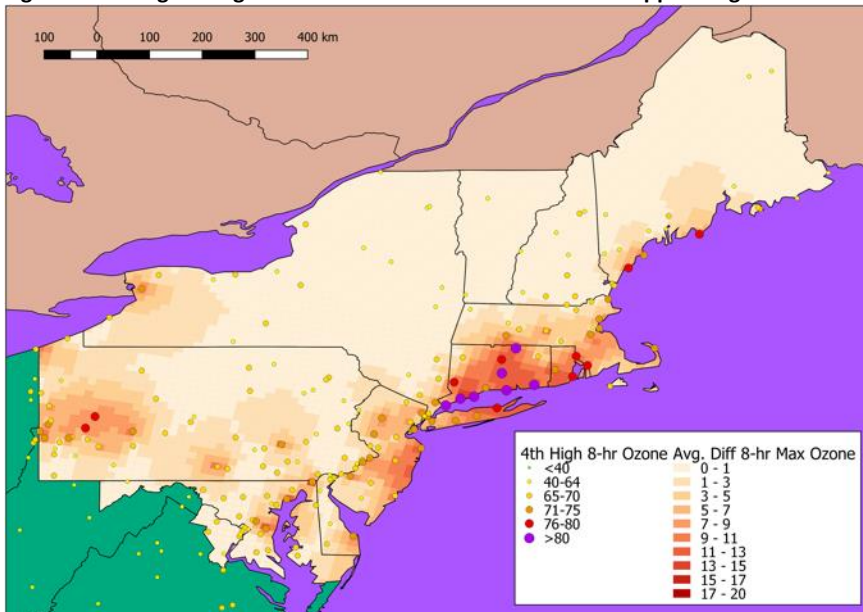 100 0 100 200 300 400 km
4th High 8-hr Ozone Avg. Diff 8-hr Max Ozone
<40 0 - 1
40-64 1 - 3
65-70 3 - 5
71-75 5 - 7
76-80 7 - 9
>80 9 - 11
11 - 13
13 - 15
15 - 17
17 - 20